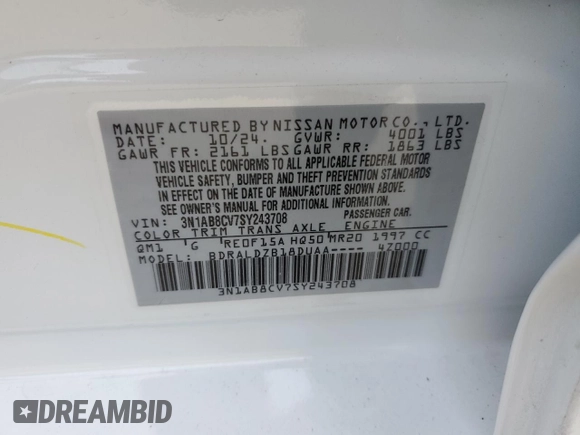 MANUFACTURED BY NISSAN MOTOR CO., LTD.
DATE: 10/24. GVWR: 4001 LBS
GAWR FR: 2161 LBS GAWR RR: 1863 LBS
THIS VEHICLE CONFORMS TO ALL APPLICABLE FEDERAL MOTOR
VEHICLE SAFETY, BUMPER AND THEFT PREVENTION STANDARDS
IN EFFECT ON THE DATE OF MANUFACTURE SHOWN ABOVE.
SEE OWNER'S MANUAL FOR ADDITIONAL INFORMATION.
VIN: 3N1AB8CV7SY243708 PASSENGER CAR.
COLOR TRIM TRANS AXLE ENGINE
QM1 G RE0F15A HQ50 MR20 1997 CC
BDRALDZB18DUAA---- 4Z000
3N1AB8CV7SY243708
DREAMBID